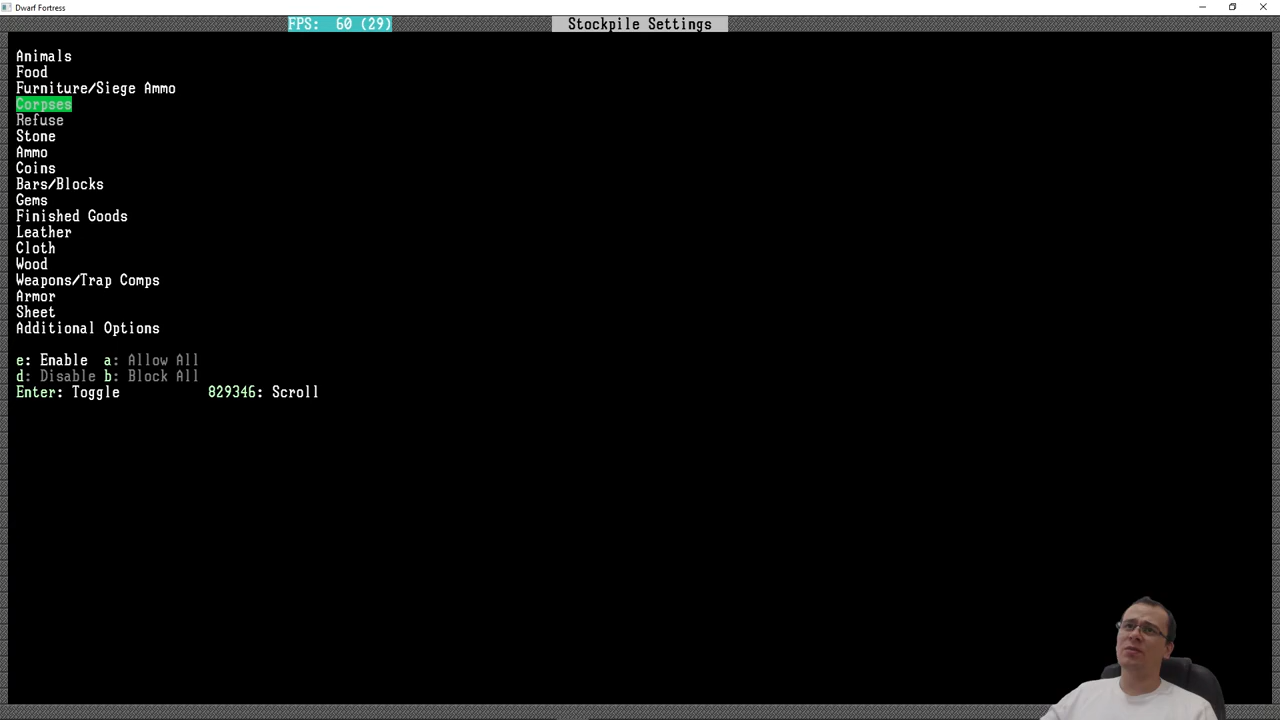 Dwarf Fortress
FPS: 60 (29)
Stockpile Settings
Animals
Food
Furniture/Siege Ammo
Corpses
Refuse
Stone
Ammo
Coins
Bars/Blocks
Gems
Finished Goods
Leather
Cloth
Wood
Weapons/Trap Comps
Armor
Sheet
Additional Options
e: Enable a: Allow All
d: Disable b: Block All
Enter: Toggle 829346: Scroll